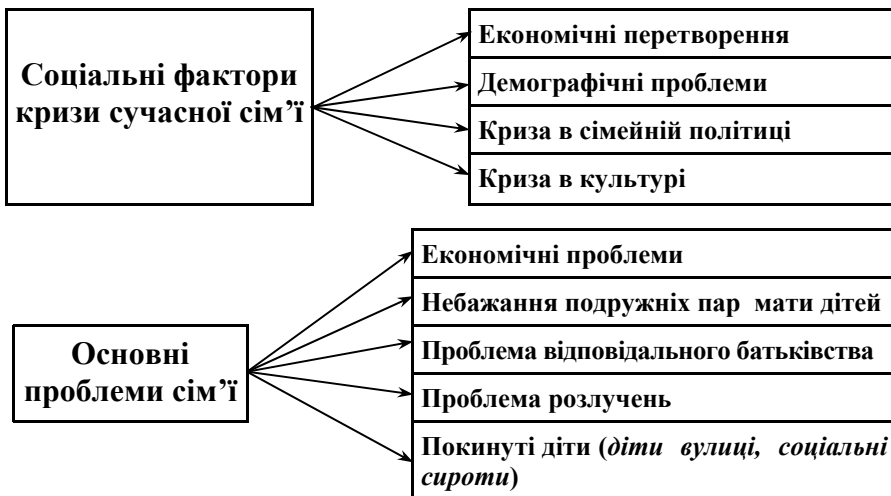 Соціальні фактори
кризи сучасної сім’ї
Економічні перетворення
Демографічні проблеми
Криза в сімейній політиці
Криза в культурі
Основні
проблеми сім’ї
Економічні проблеми
Небажання подружніх пар мати дітей
Проблема відповідального батьківства
Проблема розлучень
Покинуті діти (діти вулиці, соціальні
сироти)